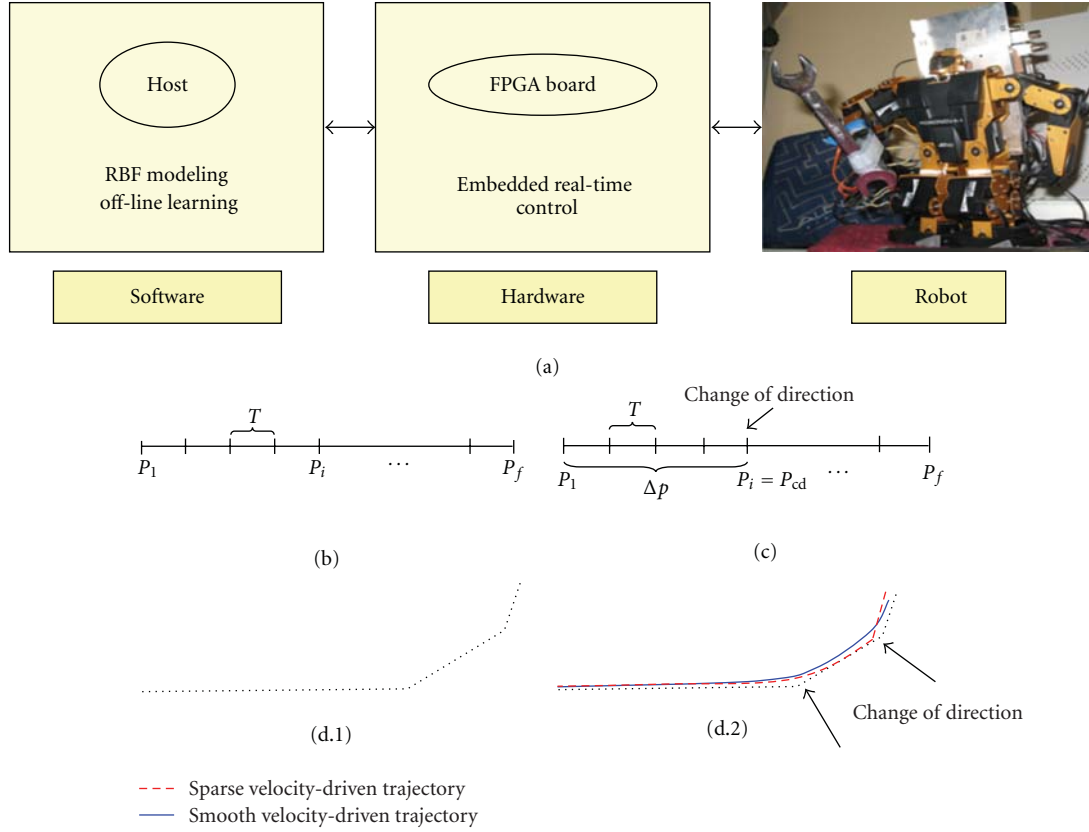 Host
RBF modeling
off-line learning
FPGA board
Embedded real-time
control
Software
Hardware
Robot
(a)
T
P1
Pi
···
Pf
(b)
Change of direction
T
P1
Δp
Pi = Pcd
···
Pf
(c)
(d.1)
Change of direction
(d.2)
Sparse velocity-driven trajectory
Smooth velocity-driven trajectory